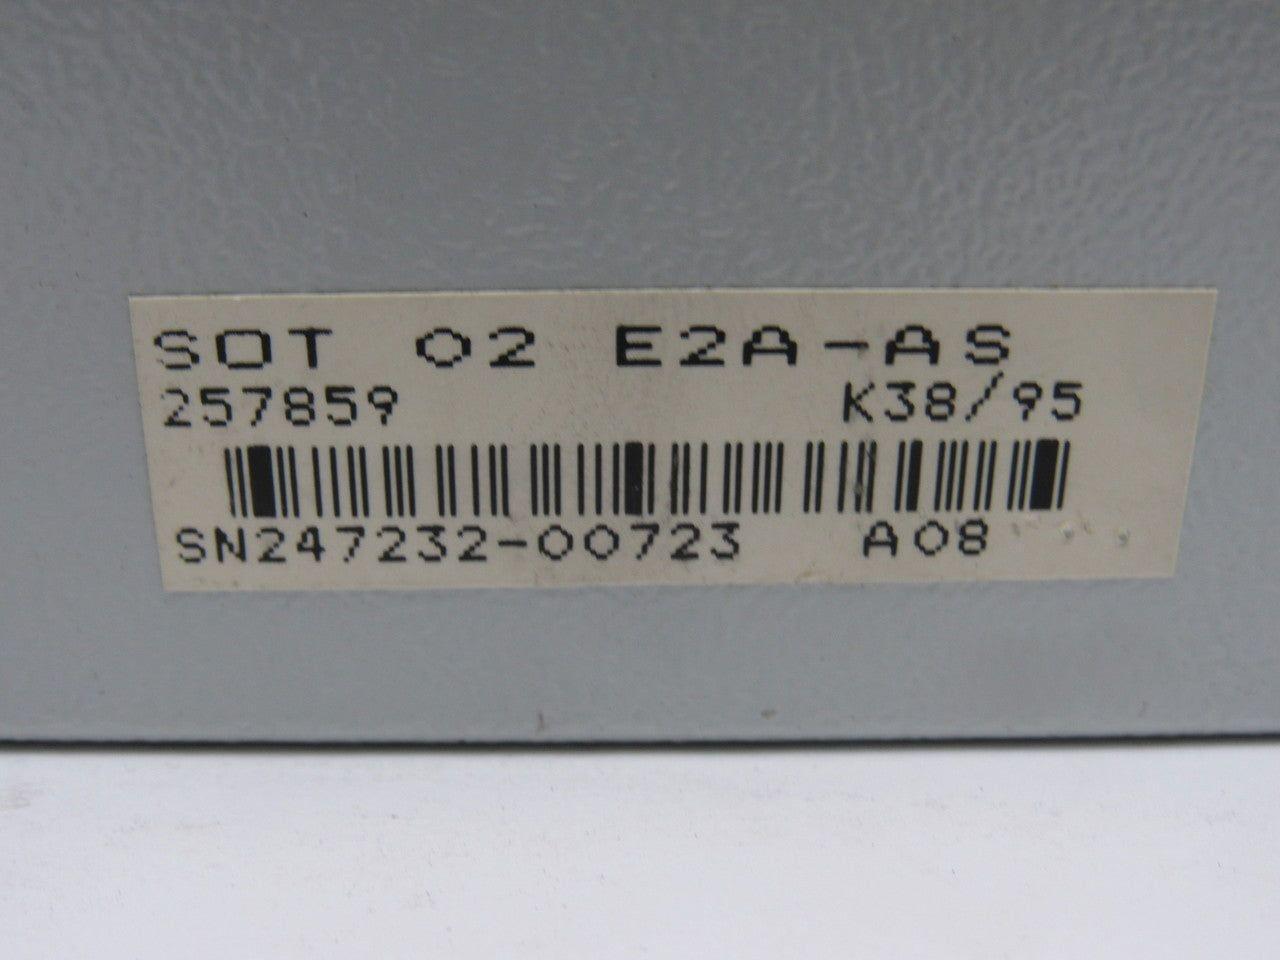 SOT 02 E2A-AS
257859 K38/95
SN247232-00723 A08